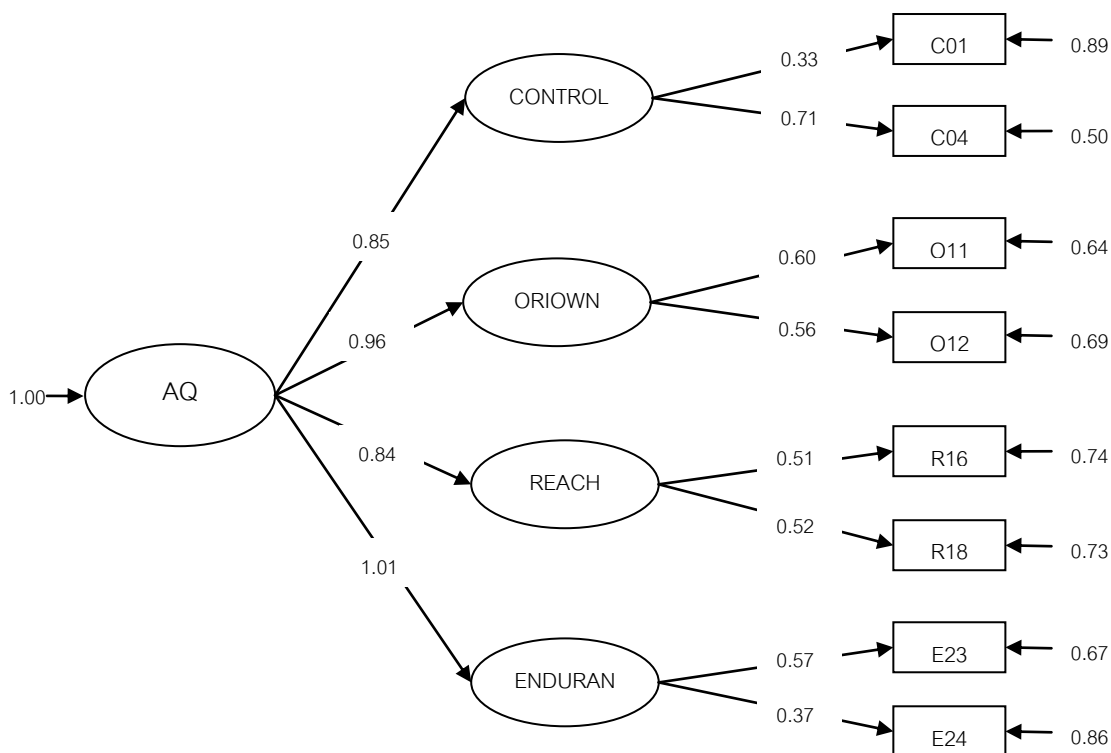 0.33
C01
0.89
CONTROL
0.71
C04
0.50
0.85
O11
0.64
0.60
ORIOWN
0.56
O12
0.69
0.96
1.00
AQ
0.84
0.51
R16
0.74
REACH
0.52
R18
0.73
1.01
0.57
E23
0.67
ENDURAN
0.37
E24
0.86